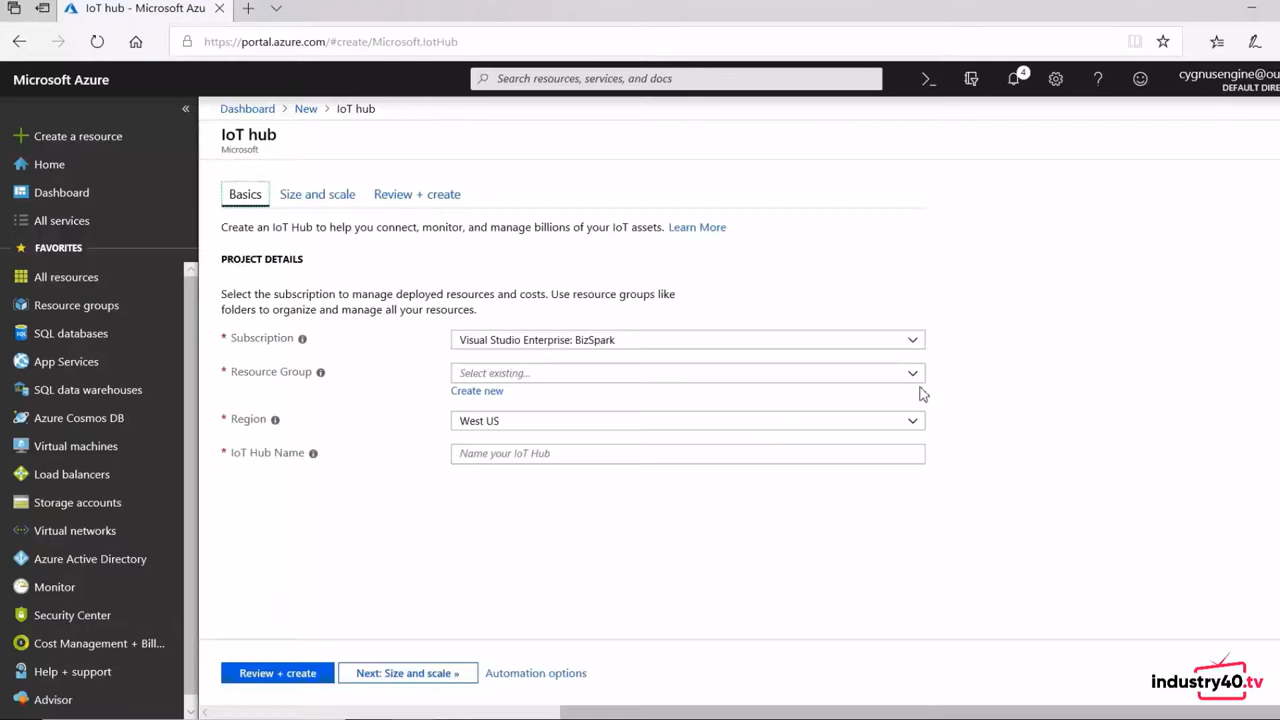 IoT hub - Microsoft Azu
https://portal.azure.com/#create/Microsoft.IotHub
Microsoft Azure
Search resources, services, and docs
4
cygnusengine@ou
DEFAULT DIRE
Create a resource
Home
Dashboard
All services
FAVORITES
All resources
Resource groups
SQL databases
App Services
SQL data warehouses
Azure Cosmos DB
Virtual machines
Load balancers
Storage accounts
Virtual networks
Azure Active Directory
Monitor
Security Center
Cost Management + Bill...
Help + support
Advisor
Dashboard > New > IoT hub
IoT hub
Microsoft
Basics Size and scale Review + create
Create an IoT Hub to help you connect, monitor, and manage billions of your IoT assets. Learn More
PROJECT DETAILS
Select the subscription to manage deployed resources and costs. Use resource groups like
folders to organize and manage all your resources.
* Subscription Visual Studio Enterprise: BizSpark
* Resource Group Select existing...
Create new
* Region West US
* IoT Hub Name Name your IoT Hub
Review + create Next: Size and scale » Automation options
industry40.tv